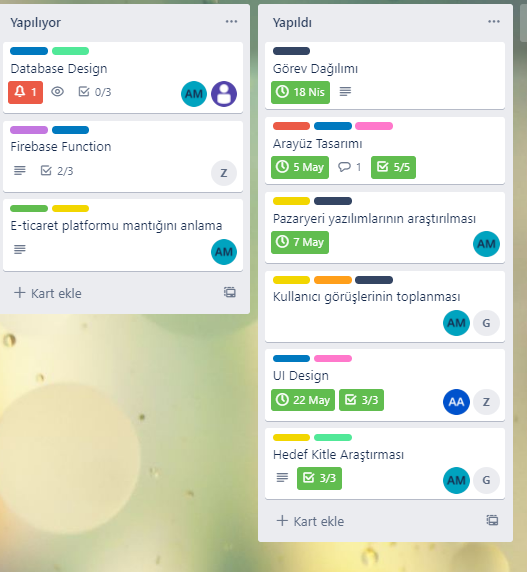 Yapılıyor
Database Design
1
0/3
AM
Firebase Function
2/3
Z
E-ticaret platformu mantığını anlama
AM
Kart ekle
Yapıldı
Görev Dağılımı
18 Nis
Arayüz Tasarımı
5 May
1
5/5
Pazaryeri yazılımlarının araştırılması
7 May
AM
Kullanıcı görüşlerinin toplanması
AM
G
UI Design
22 May
3/3
AA
Z
Hedef Kitle Araştırması
3/3
AM
G
Kart ekle